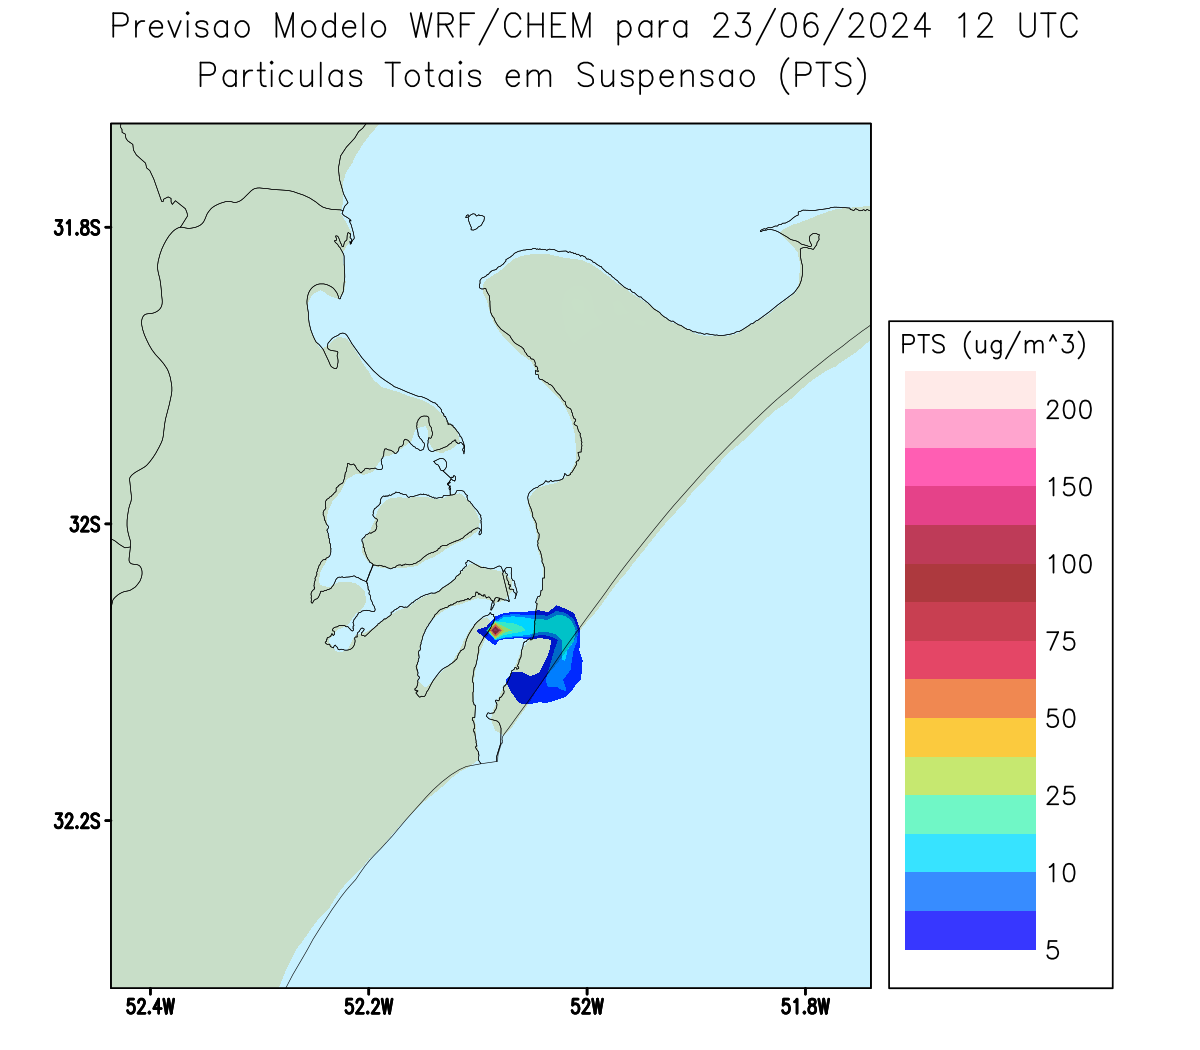 Previsao Modelo WRF/CHEM para 23/06/2024 12 UTC
Particulas Totais em Suspensao (PTS)
31.8S
32S
32.2S
52.4W
52.2W
52W
51.8W
PTS (ug/m^3)
200
150
100
75
50
25
10
5